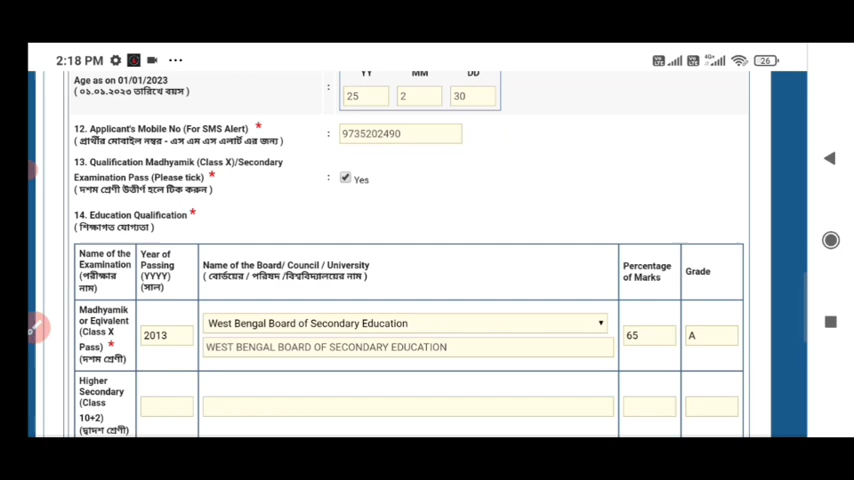 2:18 PM
4G+
26
YY MM DD
Age as on 01/01/2023
( ০১.০১.২০২৩ তারিখে বয়স )
:
25 2 30
12. Applicant's Mobile No (For SMS Alert) *
( প্রার্থীর মোবাইল নম্বর - এস এম এস এলার্ট এর জন্য )
: 9735202490
13. Qualification Madhyamik (Class X)/Secondary
Examination Pass (Please tick) *
( দশম শ্রেণী উত্তীর্ণ হলে টিক করুন )
: Yes
14. Education Qualification *
( শিক্ষাগত যোগ্যতা )
Name of the
Examination
(পরীক্ষার
নাম)
Year of
Passing
(YYYY)
(সাল)
Name of the Board/ Council / University
( বোর্ডয়ের / পরিষদ /বিশ্ববিদ্যালয়ের নাম )
Percentage
of Marks
Grade
Madhyamik
or Eqivalent
(Class X
Pass) *
(দশম শ্রেণী)
2013
West Bengal Board of Secondary Education
WEST BENGAL BOARD OF SECONDARY EDUCATION
65
A
Higher
Secondary
(Class
10+2)
(দ্বাদশ শ্রেণী)